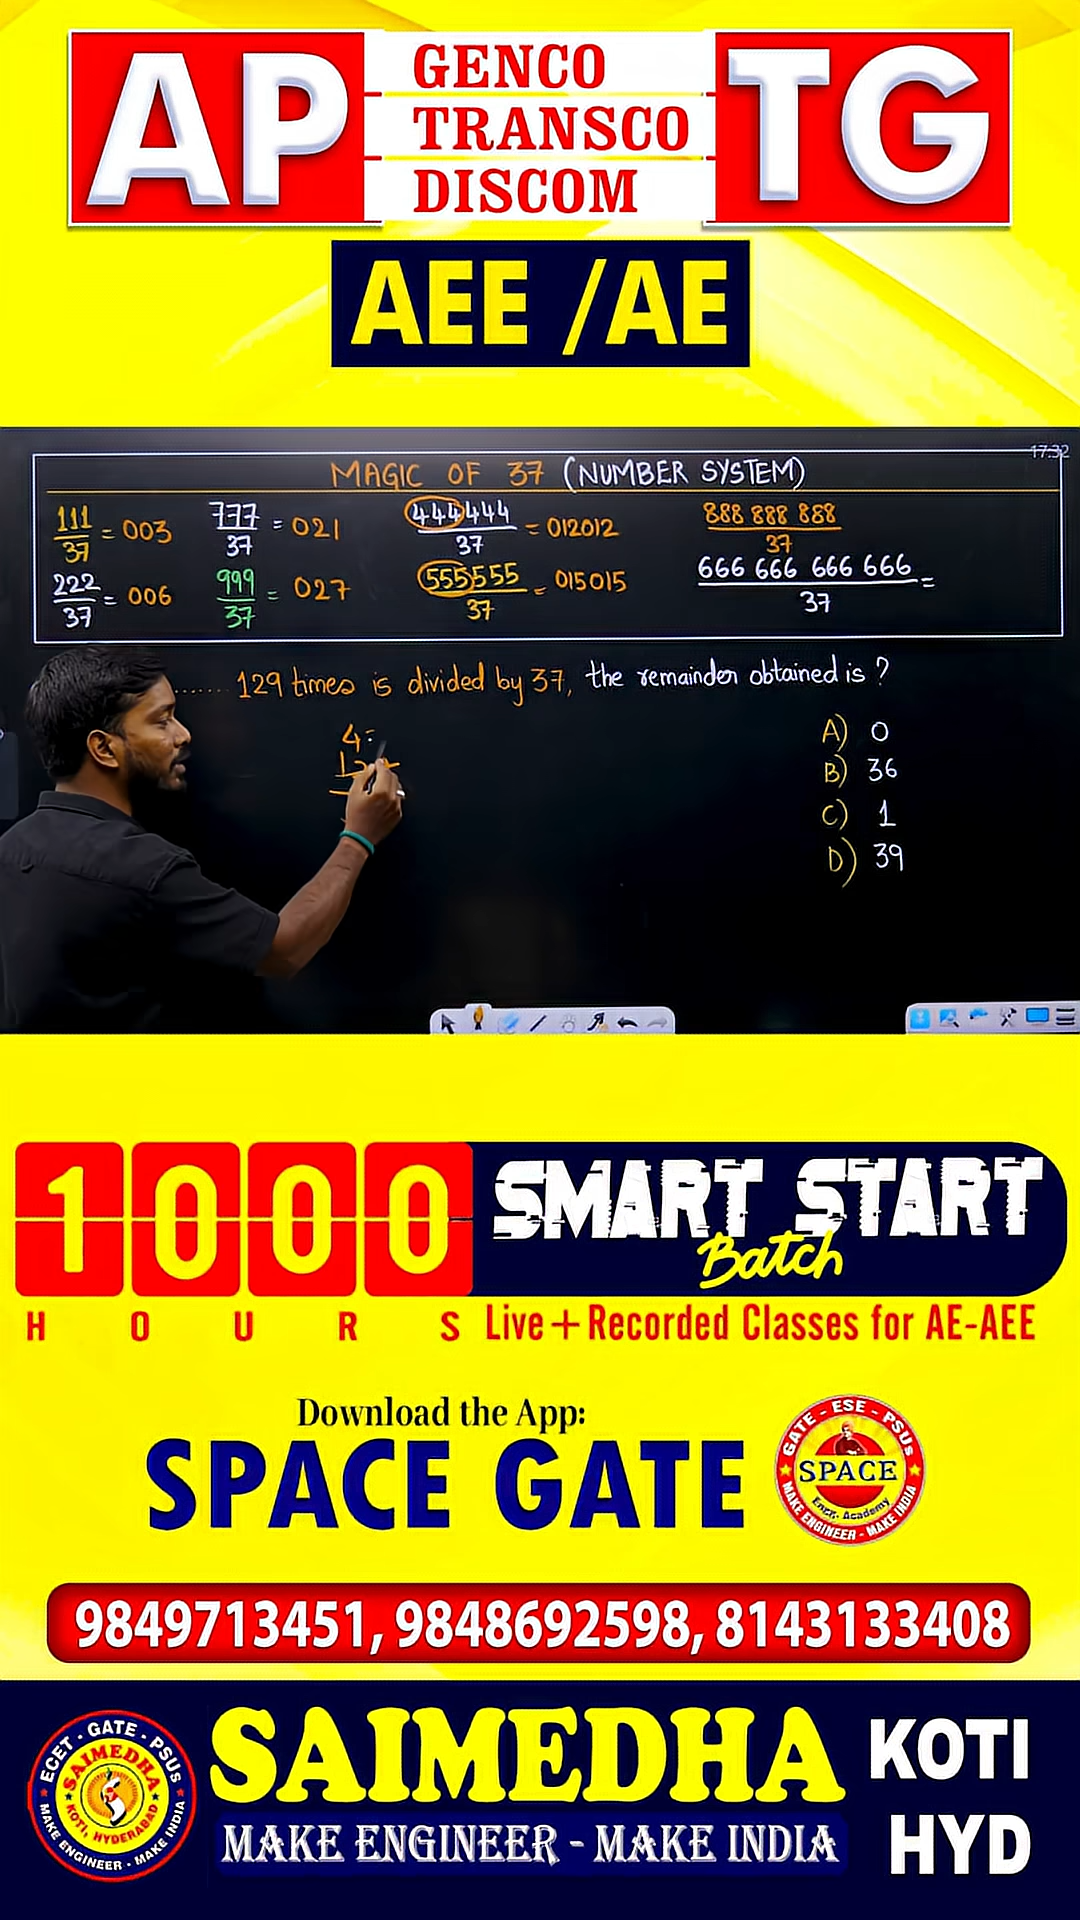 AP
GENCO
TRANSCO
DISCOM
TG
AEE /AE
17:32
MAGIC OF 37 (NUMBER SYSTEM)
111/37 = 003
777/37 = 021
444444/37 = 012012
888 888 888/37
222/37 = 006
999/37 = 027
555555/37 = 015015
666 666 666 666/37 =
....... 129 times is divided by 37, the remainder obtained is ?
4
A) 0
B) 36
C) 1
D) 39
1000
HOURS
SMART START
Batch
Live+Recorded Classes for AE-AEE
Download the App:
SPACE GATE
GATE - ESE - PSUs
SPACE
Engg. Academy
MAKE ENGINEER - MAKE INDIA
9849713451, 9848692598, 8143133408
ECET - GATE - PSUS
SAIMEDHA
KOTI, HYDERABAD
MAKE ENGINEER - MAKE INDIA
SAIMEDHA
MAKE ENGINEER - MAKE INDIA
KOTI
HYD